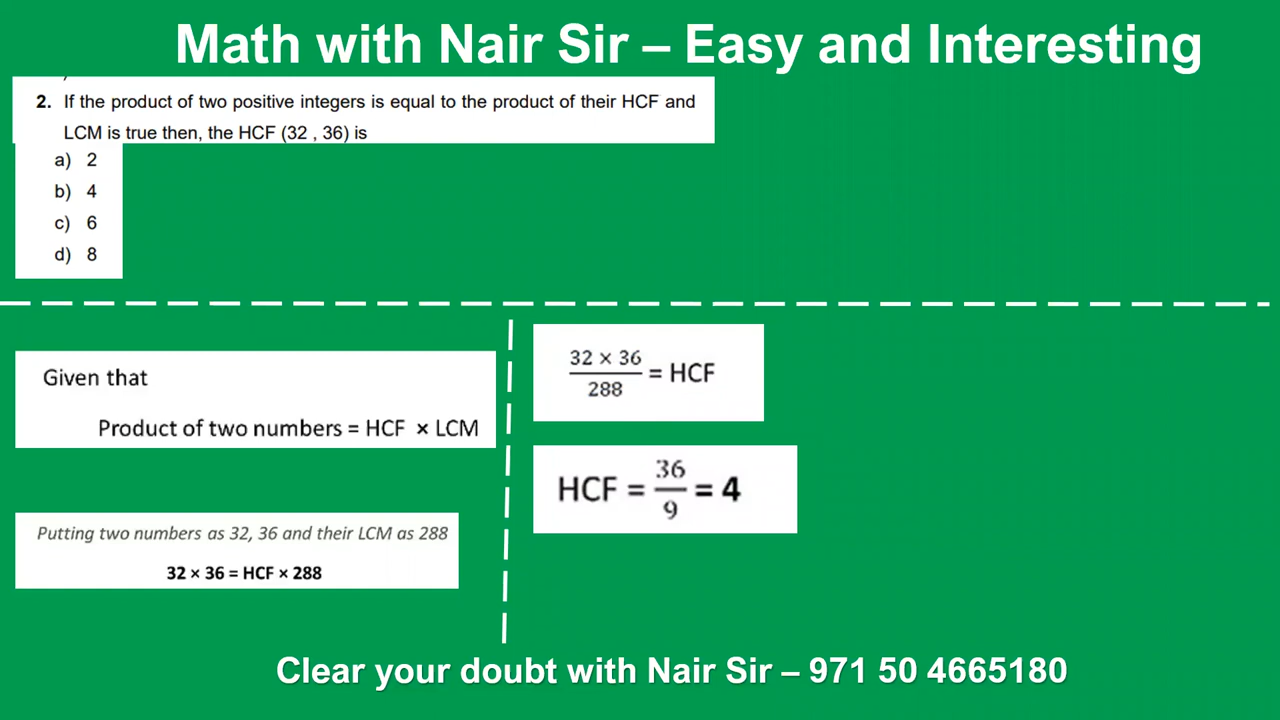 Math with Nair Sir – Easy and Interesting
2. If the product of two positive integers is equal to the product of their HCF and
LCM is true then, the HCF (32 , 36) is
a) 2
b) 4
c) 6
d) 8
Given that
Product of two numbers = HCF × LCM
Putting two numbers as 32, 36 and their LCM as 288
32 × 36 = HCF × 288
32 × 36
288
= HCF
HCF = 36/9 = 4
Clear your doubt with Nair Sir – 971 50 4665180